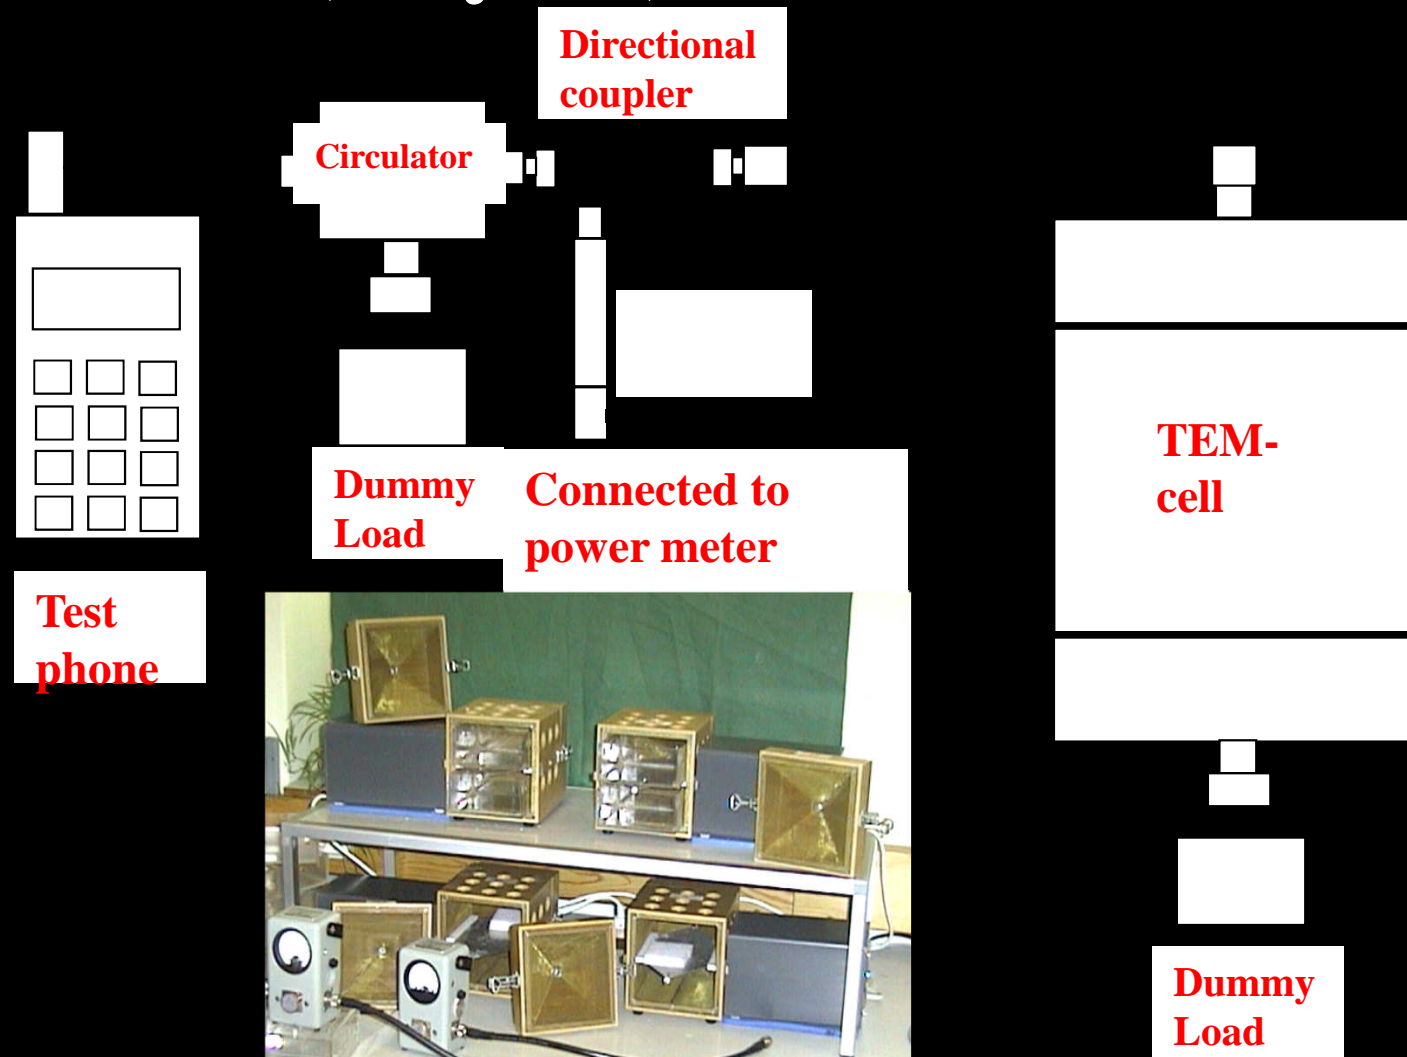 Directional
coupler
Circulator
Dummy
Load
Connected to
power meter
TEM-
cell
Test
phone
Dummy
Load